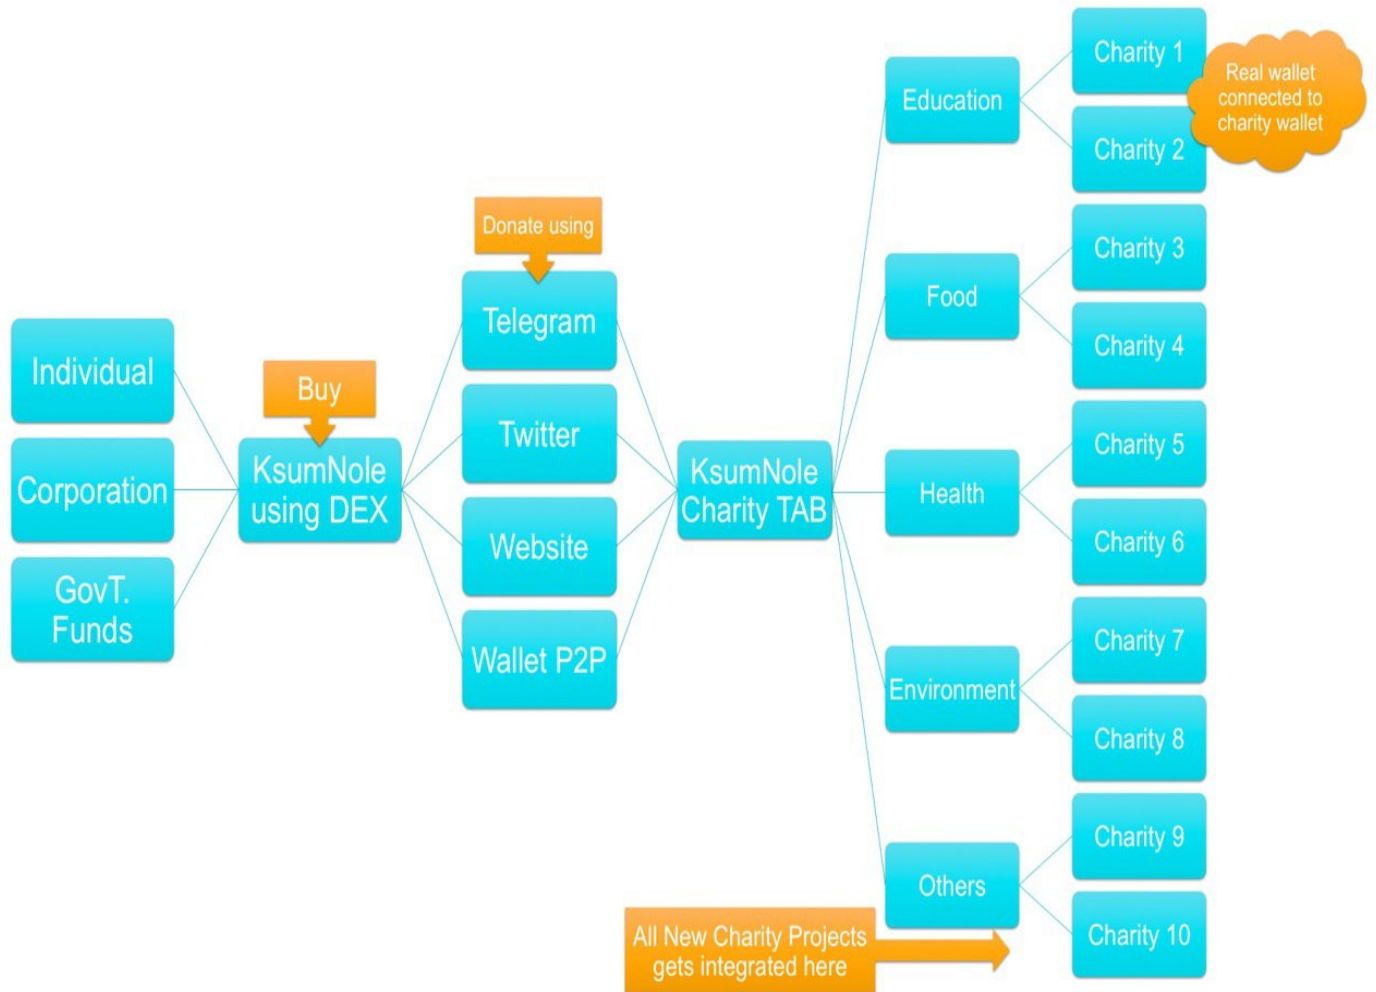 Individual
Corporation
GovT.
Funds
Buy
KsumNole
using DEX
Donate using
Telegram
Twitter
Website
Wallet P2P
KsumNole
Charity TAB
Education
Food
Health
Environment
Others
All New Charity Projects
gets integrated here
Charity 1
Charity 2
Charity 3
Charity 4
Charity 5
Charity 6
Charity 7
Charity 8
Charity 9
Charity 10
Real wallet
connected to
charity wallet